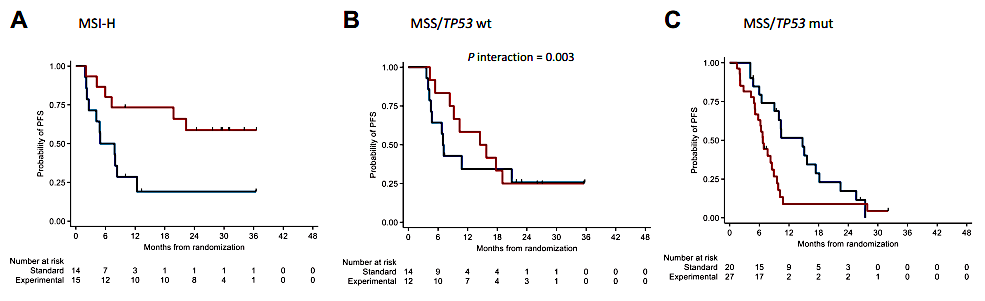 A MSI-H
Probability of PFS
1.00
0.75
0.50
0.25
0.00
0 6 12 18 24 30 36 42 48
Months from randomization
Number at risk
Standard 14 7 3 1 1 1 1 0 0
Experimental 15 12 10 10 8 4 1 0 0
B MSS/TP53 wt
P interaction = 0.003
Probability of PFS
1.00
0.75
0.50
0.25
0.00
0 6 12 18 24 30 36 42 48
Months from randomization
Number at risk
Standard 14 9 4 4 1 1 0 0 0
Experimental 12 10 7 4 3 1 0 0 0
C MSS/TP53 mut
Probability of PFS
1.00
0.75
0.50
0.25
0.00
0 6 12 18 24 30 36 42 48
Months from randomization
Number at risk
Standard 20 15 9 5 3 0 0 0 0
Experimental 27 17 2 2 2 1 0 0 0